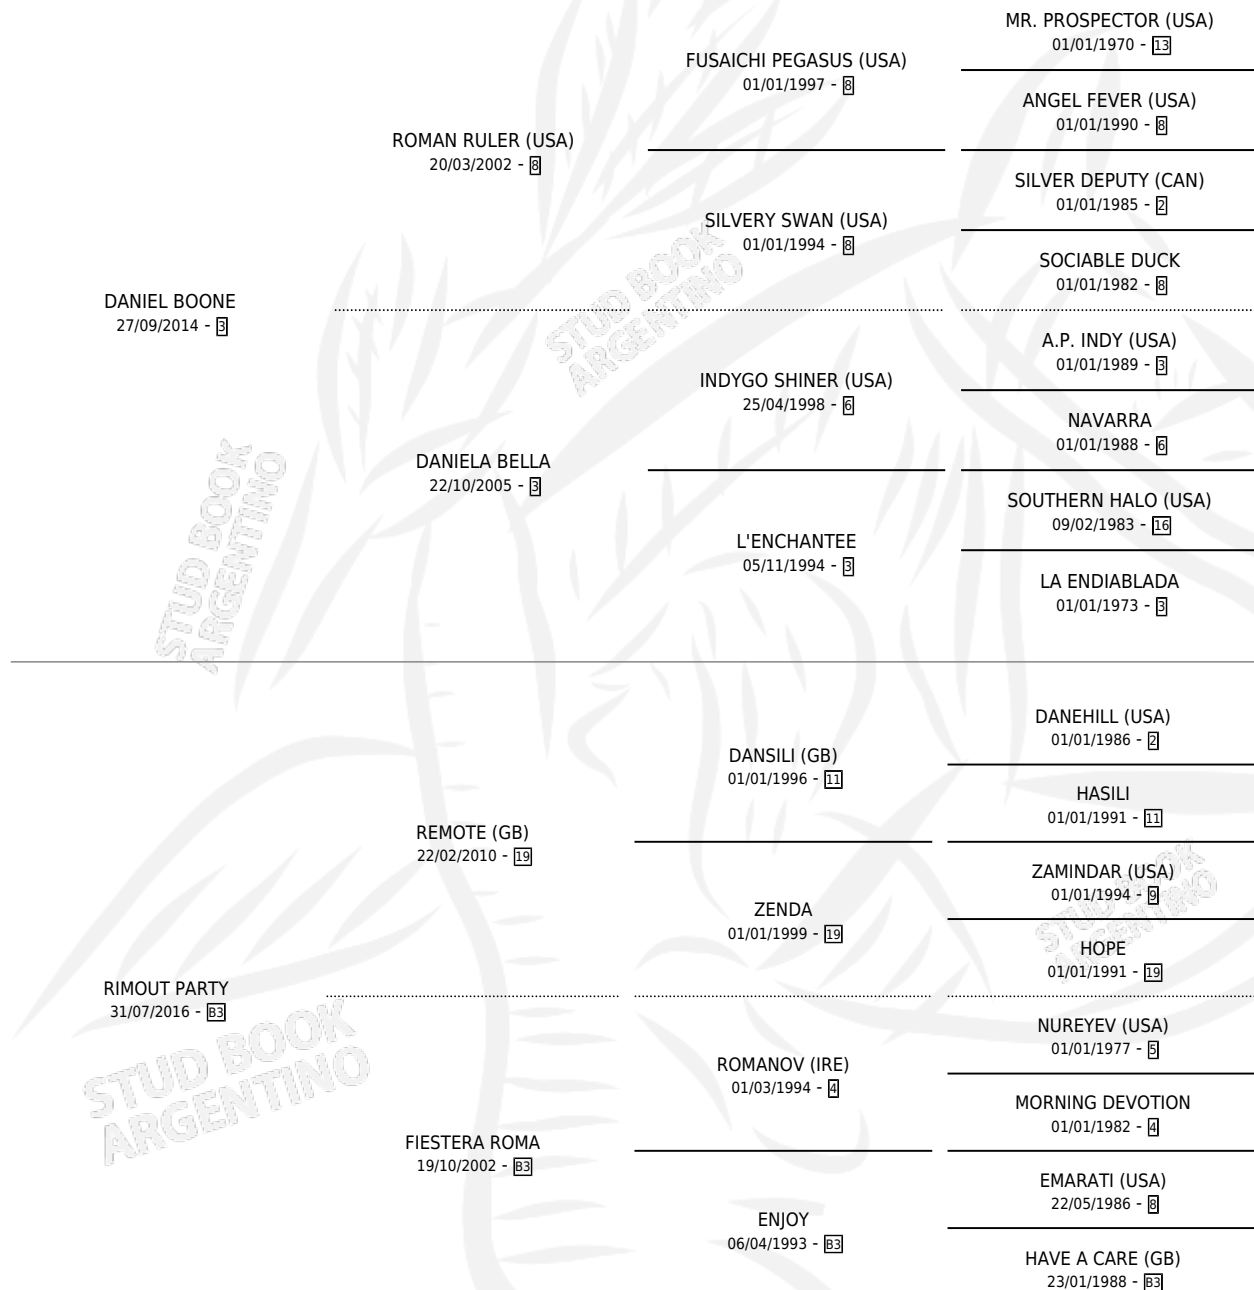 MR. PROSPECTOR (USA)
01/01/1970 - 13
FUSAICHI PEGASUS (USA)
01/01/1997 - 8
ANGEL FEVER (USA)
01/01/1990 - 8
ROMAN RULER (USA)
20/03/2002 - 8
SILVER DEPUTY (CAN)
01/01/1985 - 2
SILVERY SWAN (USA)
01/01/1994 - 8
SOCIABLE DUCK
01/01/1982 - 8
DANIEL BOONE
27/09/2014 - 3
A.P. INDY (USA)
01/01/1989 - 3
INDYGO SHINER (USA)
25/04/1998 - 6
NAVARRA
01/01/1988 - 6
DANIELA BELLA
22/10/2005 - 3
SOUTHERN HALO (USA)
09/02/1983 - 16
L'ENCHANTEE
05/11/1994 - 3
LA ENDIABLADA
01/01/1973 - 3
DANEHILL (USA)
01/01/1986 - 2
DANSILI (GB)
01/01/1996 - 11
HASILI
01/01/1991 - 11
REMOTE (GB)
22/02/2010 - 19
ZAMINDAR (USA)
01/01/1994 - 9
ZENDA
01/01/1999 - 19
HOPE
01/01/1991 - 19
RIMOUT PARTY
31/07/2016 - B3
NUREYEV (USA)
01/01/1977 - 5
ROMANOV (IRE)
01/03/1994 - 4
MORNING DEVOTION
01/01/1982 - 4
FIESTERA ROMA
19/10/2002 - B3
EMARATI (USA)
22/05/1986 - 8
ENJOY
06/04/1993 - B3
HAVE A CARE (GB)
23/01/1988 - B3
STUD BOOK
ARGENTINO
STUD BOOK
ARGENTINO
STUD BOOK
ARGENTINO
STUD BOOK
ARGENTINO